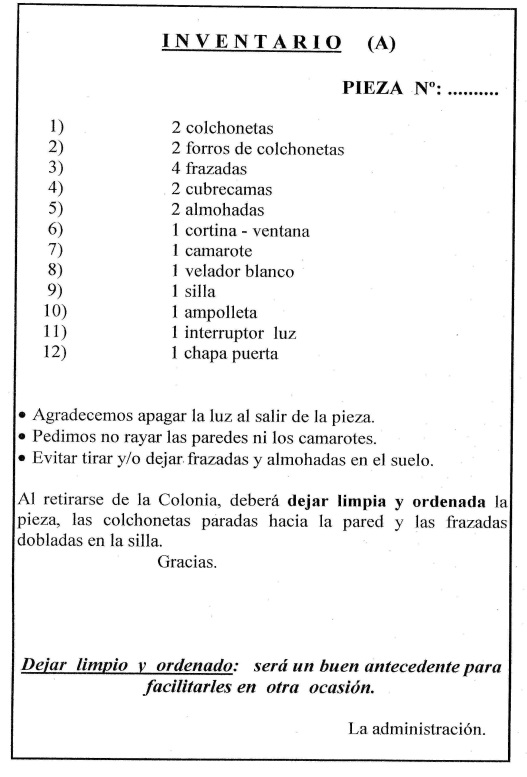 I N V E N T A R I O (A)
PIEZA Nº: ..........
1) 2 colchonetas
2) 2 forros de colchonetas
3) 4 frazadas
4) 2 cubrecamas
5) 2 almohadas
6) 1 cortina - ventana
7) 1 camarote
8) 1 velador blanco
9) 1 silla
10) 1 ampolleta
11) 1 interruptor luz
12) 1 chapa puerta
• Agradecemos apagar la luz al salir de la pieza.
• Pedimos no rayar las paredes ni los camarotes.
• Evitar tirar y/o dejar frazadas y almohadas en el suelo.
Al retirarse de la Colonia, deberá dejar limpia y ordenada la
pieza, las colchonetas paradas hacia la pared y las frazadas
dobladas en la silla.
Gracias.
Dejar limpio y ordenado: será un buen antecedente para
facilitarles en otra ocasión.
La administración.